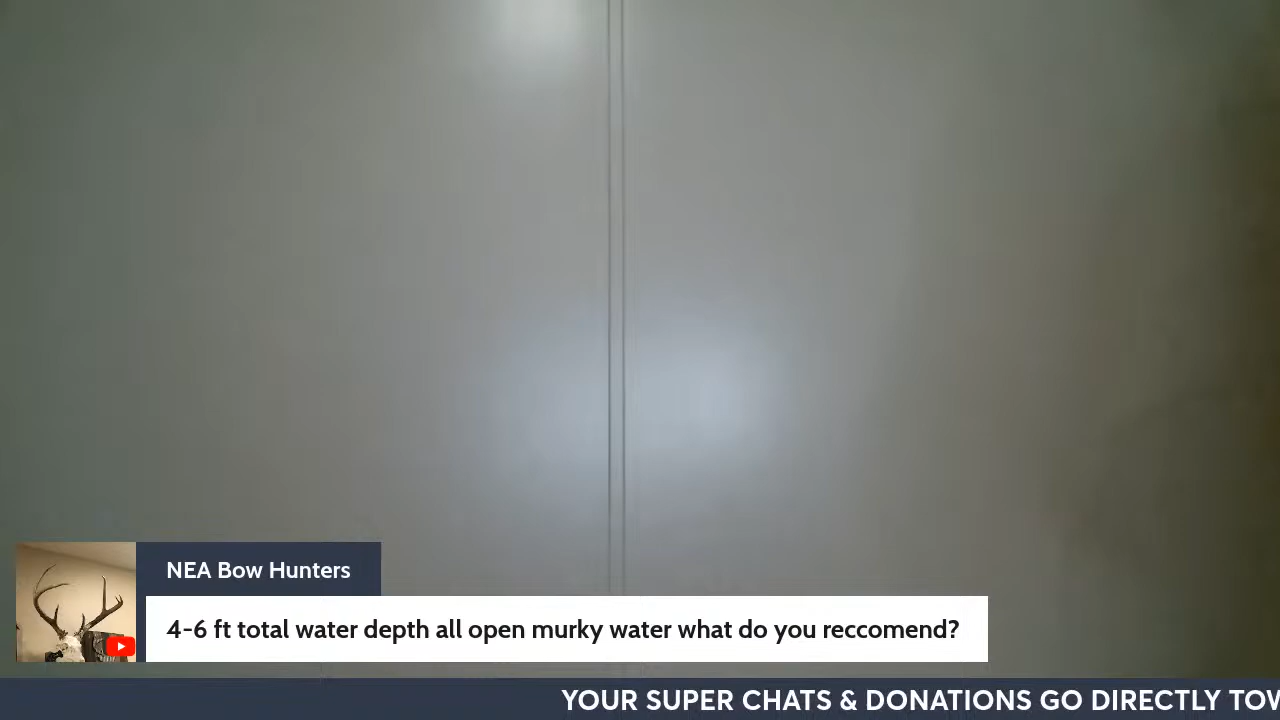 NEA Bow Hunters
4-6 ft total water depth all open murky water what do you reccomend?
YOUR SUPER CHATS & DONATIONS GO DIRECTLY